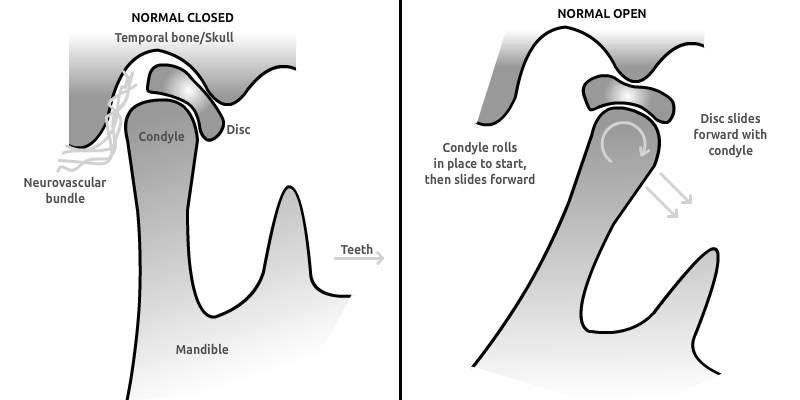 NORMAL CLOSED
Temporal bone/Skull
Condyle
Disc
Neurovascular
bundle
Teeth
Mandible
NORMAL OPEN
Condyle rolls
in place to start,
then slides forward
Disc slides
forward with
condyle